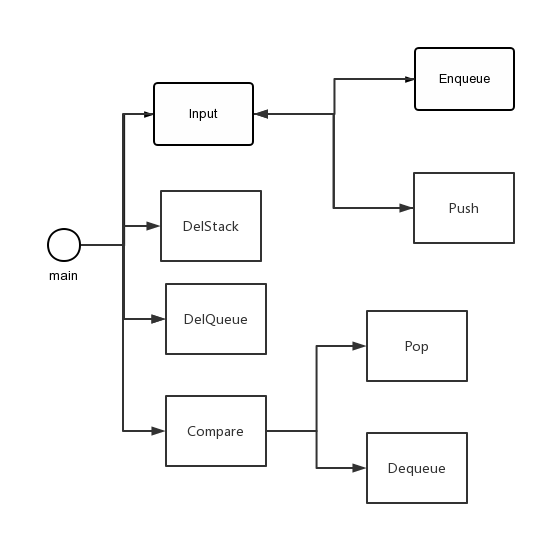 Enqueue
Input
Push
DelStack
main
DelQueue
Pop
Compare
Dequeue